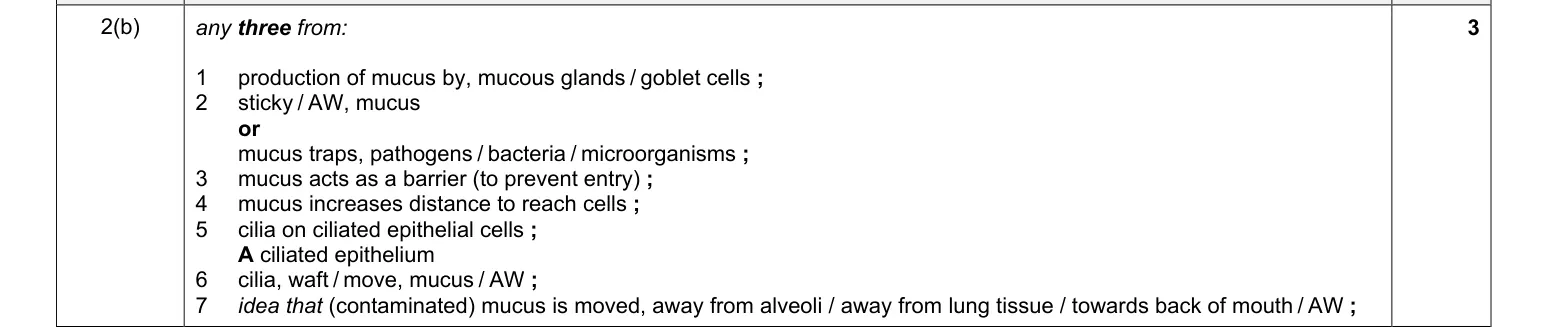 2(b) any three from: 3
1 production of mucus by, mucous glands / goblet cells ;
2 sticky / AW, mucus
or
mucus traps, pathogens / bacteria / microorganisms ;
3 mucus acts as a barrier (to prevent entry) ;
4 mucus increases distance to reach cells ;
5 cilia on ciliated epithelial cells ;
A ciliated epithelium
6 cilia, waft / move, mucus / AW ;
7 idea that (contaminated) mucus is moved, away from alveoli / away from lung tissue / towards back of mouth / AW ;